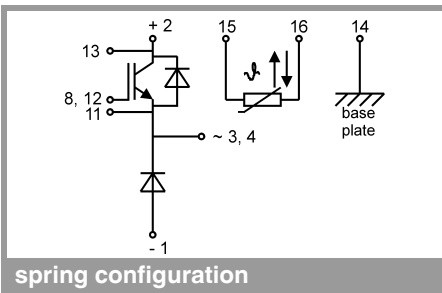 + 2
15
16
14
13
ϑ
8, 12
11
base
plate
~ 3, 4
- 1
spring configuration